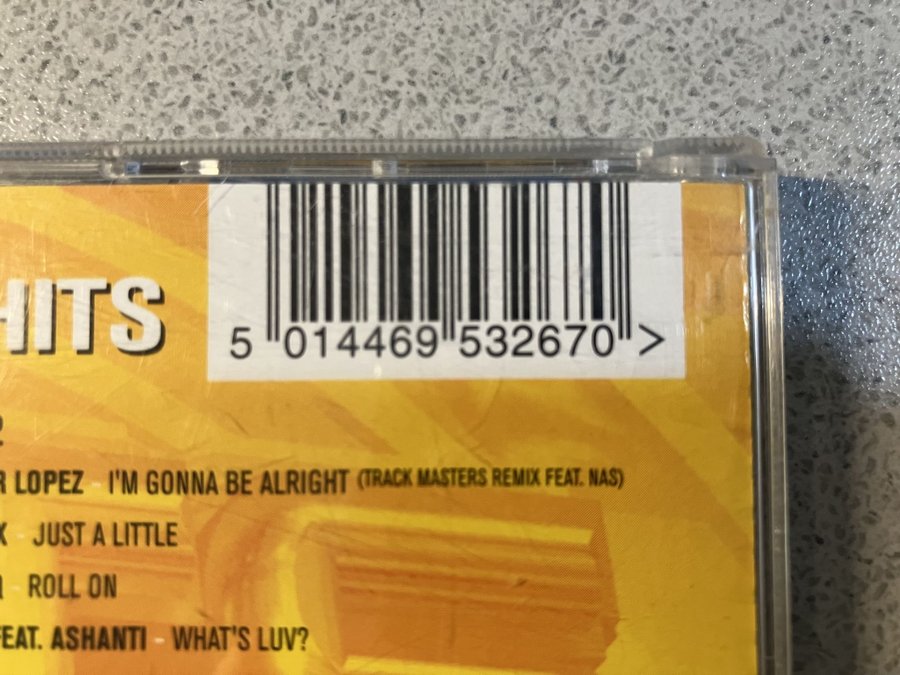 5 014469 532670 >
HITS
2
R LOPEZ - I'M GONNA BE ALRIGHT (TRACK MASTERS REMIX FEAT. NAS)
X - JUST A LITTLE
- ROLL ON
FEAT. ASHANTI - WHAT'S LUV?